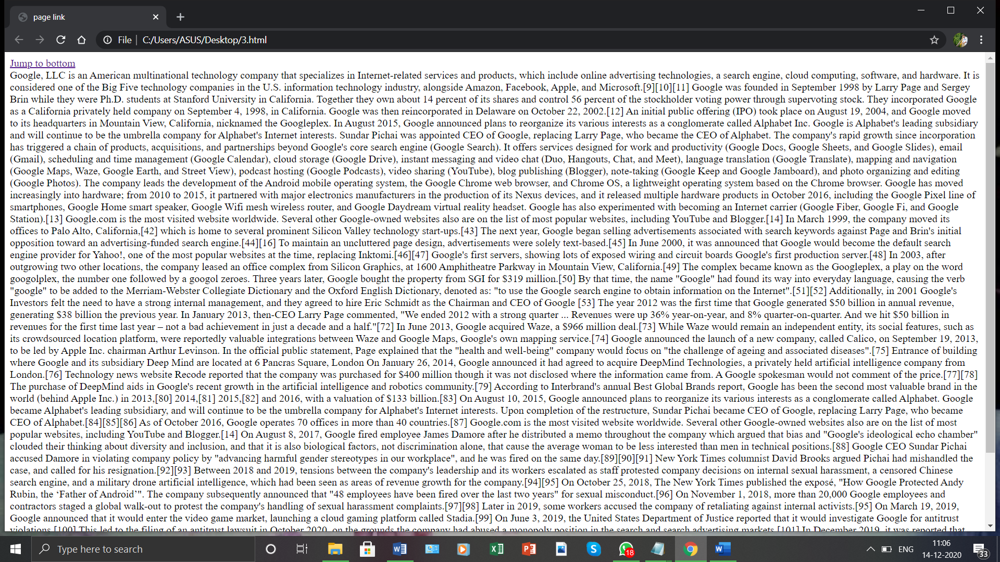 page link
File
C:/Users/ASUS/Desktop/3.html
Jump to bottom
Google, LLC is an American multinational technology company that specializes in Internet-related services and products, which include online advertising technologies, a search engine, cloud computing, software, and hardware. It is
considered one of the Big Five technology companies in the U.S. information technology industry, alongside Amazon, Facebook, Apple, and Microsoft.[9][10][11] Google was founded in September 1998 by Larry Page and Sergey
Brin while they were Ph.D. students at Stanford University in California. Together they own about 14 percent of its shares and control 56 percent of the stockholder voting power through supervoting stock. They incorporated Google
as a California privately held company on September 4, 1998, in California. Google was then reincorporated in Delaware on October 22, 2002.[12] An initial public offering (IPO) took place on August 19, 2004, and Google moved
to its headquarters in Mountain View, California, nicknamed the Googleplex. In August 2015, Google announced plans to reorganize its various interests as a conglomerate called Alphabet Inc. Google is Alphabet's leading subsidiary
and will continue to be the umbrella company for Alphabet's Internet interests. Sundar Pichai was appointed CEO of Google, replacing Larry Page, who became the CEO of Alphabet. The company's rapid growth since incorporation
has triggered a chain of products, acquisitions, and partnerships beyond Google's core search engine (Google Search). It offers services designed for work and productivity (Google Docs, Google Sheets, and Google Slides), email
(Gmail), scheduling and time management (Google Calendar), cloud storage (Google Drive), instant messaging and video chat (Duo, Hangouts, Chat, and Meet), language translation (Google Translate), mapping and navigation
(Google Maps, Waze, Google Earth, and Street View), podcast hosting (Google Podcasts), video sharing (YouTube), blog publishing (Blogger), note-taking (Google Keep and Google Jamboard), and photo organizing and editing
(Google Photos). The company leads the development of the Android mobile operating system, the Google Chrome web browser, and Chrome OS, a lightweight operating system based on the Chrome browser. Google has moved
increasingly into hardware; from 2010 to 2015, it partnered with major electronics manufacturers in the production of its Nexus devices, and it released multiple hardware products in October 2016, including the Google Pixel line of
smartphones, Google Home smart speaker, Google Wifi mesh wireless router, and Google Daydream virtual reality headset. Google has also experimented with becoming an Internet carrier (Google Fiber, Google Fi, and Google
Station).[13] Google.com is the most visited website worldwide. Several other Google-owned websites also are on the list of most popular websites, including YouTube and Blogger.[14] In March 1999, the company moved its
offices to Palo Alto, California,[42] which is home to several prominent Silicon Valley technology start-ups.[43] The next year, Google began selling advertisements associated with search keywords against Page and Brin's initial
opposition toward an advertising-funded search engine.[44][16] To maintain an uncluttered page design, advertisements were solely text-based.[45] In June 2000, it was announced that Google would become the default search
engine provider for Yahoo!, one of the most popular websites at the time, replacing Inktomi.[46][47] Google's first servers, showing lots of exposed wiring and circuit boards Google's first production server.[48] In 2003, after
outgrowing two other locations, the company leased an office complex from Silicon Graphics, at 1600 Amphitheatre Parkway in Mountain View, California.[49] The complex became known as the Googleplex, a play on the word
googolplex, the number one followed by a googol zeroes. Three years later, Google bought the property from SGI for $319 million.[50] By that time, the name "Google" had found its way into everyday language, causing the verb
"google" to be added to the Merriam-Webster Collegiate Dictionary and the Oxford English Dictionary, denoted as: "to use the Google search engine to obtain information on the Internet".[51][52] Additionally, in 2001 Google's
Investors felt the need to have a strong internal management, and they agreed to hire Eric Schmidt as the Chairman and CEO of Google [53] The year 2012 was the first time that Google generated $50 billion in annual revenue,
generating $38 billion the previous year. In January 2013, then-CEO Larry Page commented, "We ended 2012 with a strong quarter ... Revenues were up 36% year-on-year, and 8% quarter-on-quarter. And we hit $50 billion in
revenues for the first time last year – not a bad achievement in just a decade and a half."[72] In June 2013, Google acquired Waze, a $966 million deal.[73] While Waze would remain an independent entity, its social features, such as
its crowdsourced location platform, were reportedly valuable integrations between Waze and Google Maps, Google's own mapping service.[74] Google announced the launch of a new company, called Calico, on September 19, 2013,
to be led by Apple Inc. chairman Arthur Levinson. In the official public statement, Page explained that the "health and well-being" company would focus on "the challenge of ageing and associated diseases".[75] Entrance of building
where Google and its subsidiary Deep Mind are located at 6 Pancras Square, London On January 26, 2014, Google announced it had agreed to acquire DeepMind Technologies, a privately held artificial intelligence company from
London.[76] Technology news website Recode reported that the company was purchased for $400 million though it was not disclosed where the information came from. A Google spokesman would not comment of the price.[77][78]
The purchase of DeepMind aids in Google's recent growth in the artificial intelligence and robotics community.[79] According to Interbrand's annual Best Global Brands report, Google has been the second most valuable brand in the
world (behind Apple Inc.) in 2013,[80] 2014,[81] 2015,[82] and 2016, with a valuation of $133 billion.[83] On August 10, 2015, Google announced plans to reorganize its various interests as a conglomerate called Alphabet. Google
became Alphabet's leading subsidiary, and will continue to be the umbrella company for Alphabet's Internet interests. Upon completion of the restructure, Sundar Pichai became CEO of Google, replacing Larry Page, who became
CEO of Alphabet.[84][85][86] As of October 2016, Google operates 70 offices in more than 40 countries.[87] Google.com is the most visited website worldwide. Several other Google-owned websites also are on the list of most
popular websites, including YouTube and Blogger.[14] On August 8, 2017, Google fired employee James Damore after he distributed a memo throughout the company which argued that bias and "Google's ideological echo chamber"
clouded their thinking about diversity and inclusion, and that it is also biological factors, not discrimination alone, that cause the average woman to be less interested than men in technical positions.[88] Google CEO Sundar Pichai
accused Damore in violating company policy by "advancing harmful gender stereotypes in our workplace", and he was fired on the same day.[89][90][91] New York Times columnist David Brooks argued Pichai had mishandled the
case, and called for his resignation.[92][93] Between 2018 and 2019, tensions between the company's leadership and its workers escalated as staff protested company decisions on internal sexual harassment, a censored Chinese
search engine, and a military drone artificial intelligence, which had been seen as areas of revenue growth for the company.[94][95] On October 25, 2018, The New York Times published the exposé, "How Google Protected Andy
Rubin, the ‘Father of Android’". The company subsequently announced that "48 employees have been fired over the last two years" for sexual misconduct.[96] On November 1, 2018, more than 20,000 Google employees and
contractors staged a global walk-out to protest the company's handling of sexual harassment complaints.[97][98] Later in 2019, some workers accused the company of retaliating against internal activists.[95] On March 19, 2019,
Google announced that it would enter the video game market, launching a cloud gaming platform called Stadia.[99] On June 3, 2019, the United States Department of Justice reported that it would investigate Google for antitrust
violations.[100] This led to the filing of an antitrust lawsuit in October 2020, on the grounds the company had abused a monopoly position in the search and search advertising markets.[101] In December 2019, it was reported that
Type here to search
18
ENG
11:06
14-12-2020
33